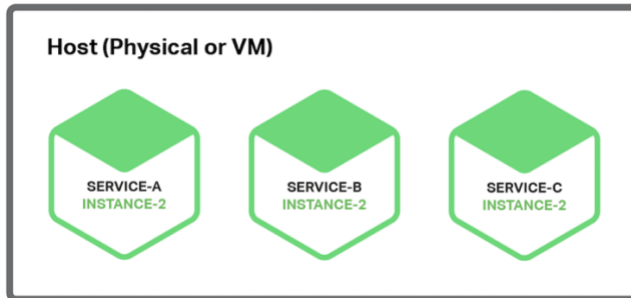 Host (Physical or VM)
SERVICE-A
INSTANCE-2
SERVICE-B
INSTANCE-2
SERVICE-C
INSTANCE-2